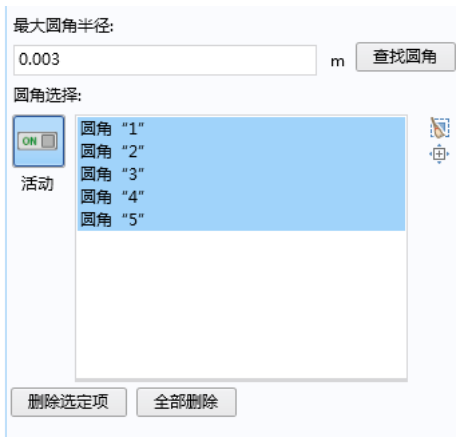 最大圆角半径:
0.003 m 查找圆角
圆角选择:
ON
活动
圆角 "1"
圆角 "2"
圆角 "3"
圆角 "4"
圆角 "5"
删除选定项 全部删除